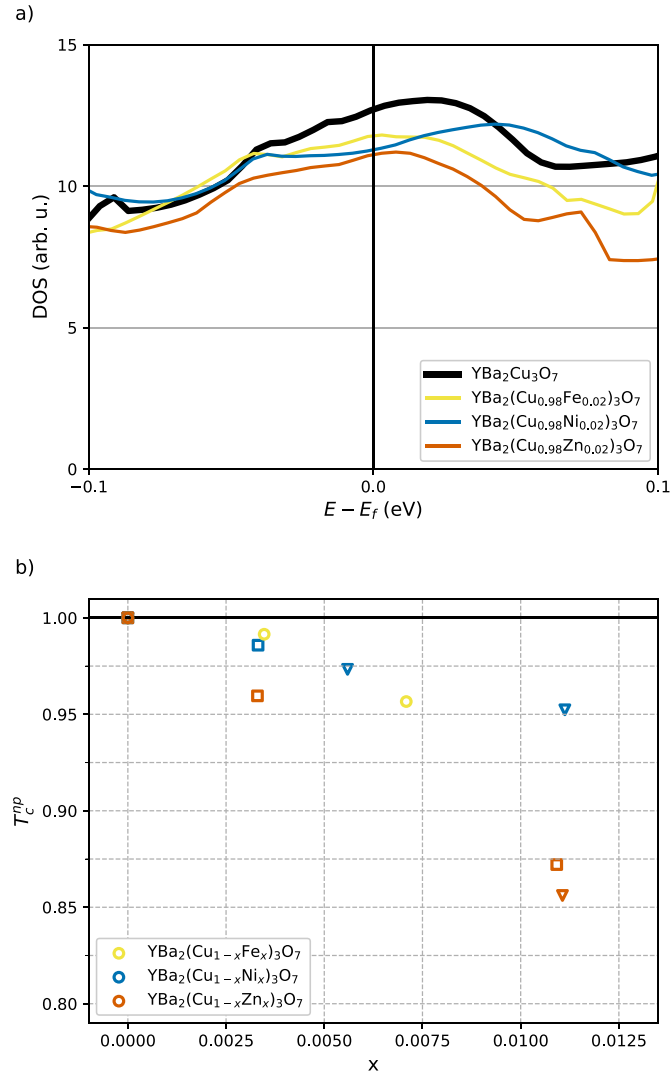 a)
15
10
5
0
DOS (arb. u.)
YBa₂Cu₃O₇
YBa₂(Cu₀.₉₈Fe₀.₀₂)₃O₇
YBa₂(Cu₀.₉₈Ni₀.₀₂)₃O₇
YBa₂(Cu₀.₉₈Zn₀.₀₂)₃O₇
−0.1 0.0 0.1
E − E_f (eV)
b)
1.00
0.95
0.90
0.85
0.80
T_c^{np}
YBa₂(Cu₁₋ₓFeₓ)₃O₇
YBa₂(Cu₁₋ₓNiₓ)₃O₇
YBa₂(Cu₁₋ₓZnₓ)₃O₇
0.0000 0.0025 0.0050 0.0075 0.0100 0.0125
x